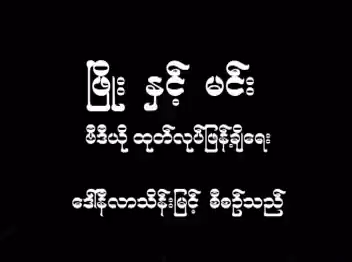 ဖြိုး နှင့် မင်း
ဗီဒီယို ထုတ်လုပ်ဖြန့်ချိရေး
ဒေါ်နီလာသိန်းမြင့် စီစဉ်သည်